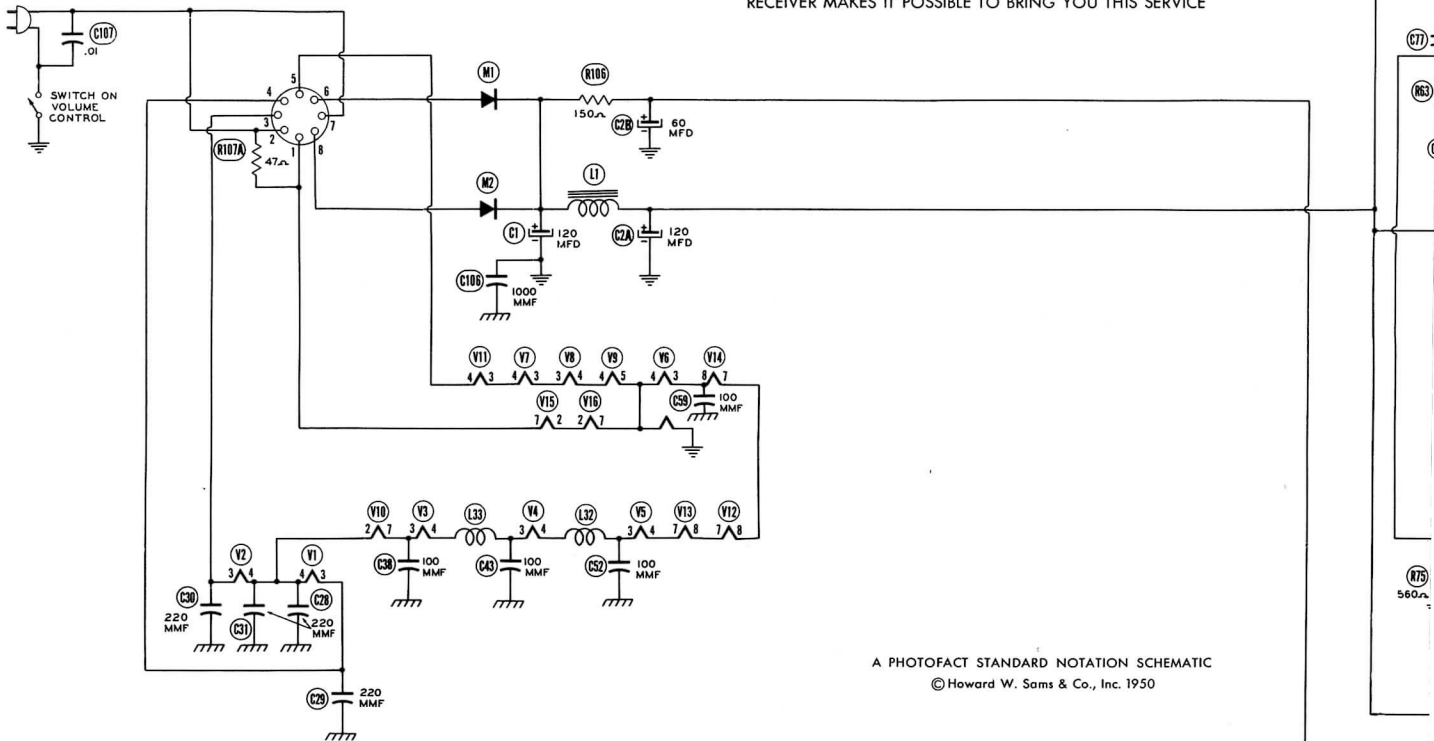 RECEIVER MAKES IT POSSIBLE TO BRING YOU THIS SERVICE
C107
.01
SWITCH ON
VOLUME
CONTROL
5
4
6
3
7
2
1
8
R107A
47Ω
M1
R106
150Ω
C2B
60
MFD
M2
L1
C1
120
MFD
C2A
120
MFD
C106
1000
MMF
C77
R63
V11
V7
V8
V9
V6
V14
4 3
4 3
3 4
4 5
4 3
8 7
V15
V16
7 2
2 7
C59
100
MMF
V10
V3
L33
V4
L32
V5
V13
V12
2 7
3 4
3 4
3 4
7 8
7 8
C38
100
MMF
C43
100
MMF
C52
100
MMF
V2
V1
3 4
4 3
C30
220
MMF
C31
C28
220
MMF
C29
220
MMF
R75
560Ω
A PHOTOFACT STANDARD NOTATION SCHEMATIC
© Howard W. Sams & Co., Inc. 1950